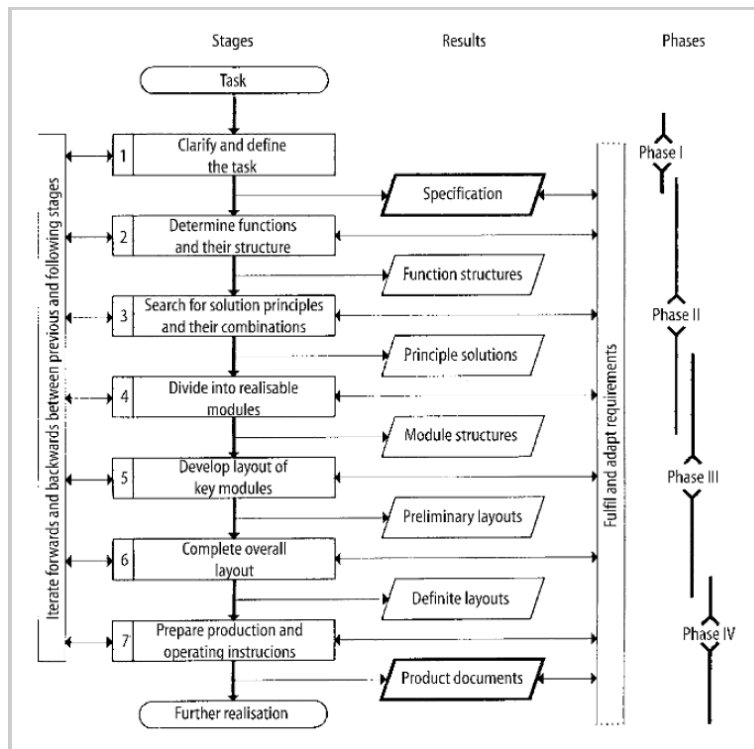 Stages
Results
Phases
Task
1
Clarify and define
the task
Phase I
Specification
2
Determine functions
and their structure
Function structures
3
Search for solution principles
and their combinations
Phase II
Principle solutions
4
Divide into realisable
modules
Module structures
5
Develop layout of
key modules
Phase III
Preliminary layouts
6
Complete overall
layout
Definite layouts
7
Prepare production and
operating instrucions
Phase IV
Product documents
Further realisation
Iterate forwards and backwards between previous and following stages
Fulfil and adapt requirements